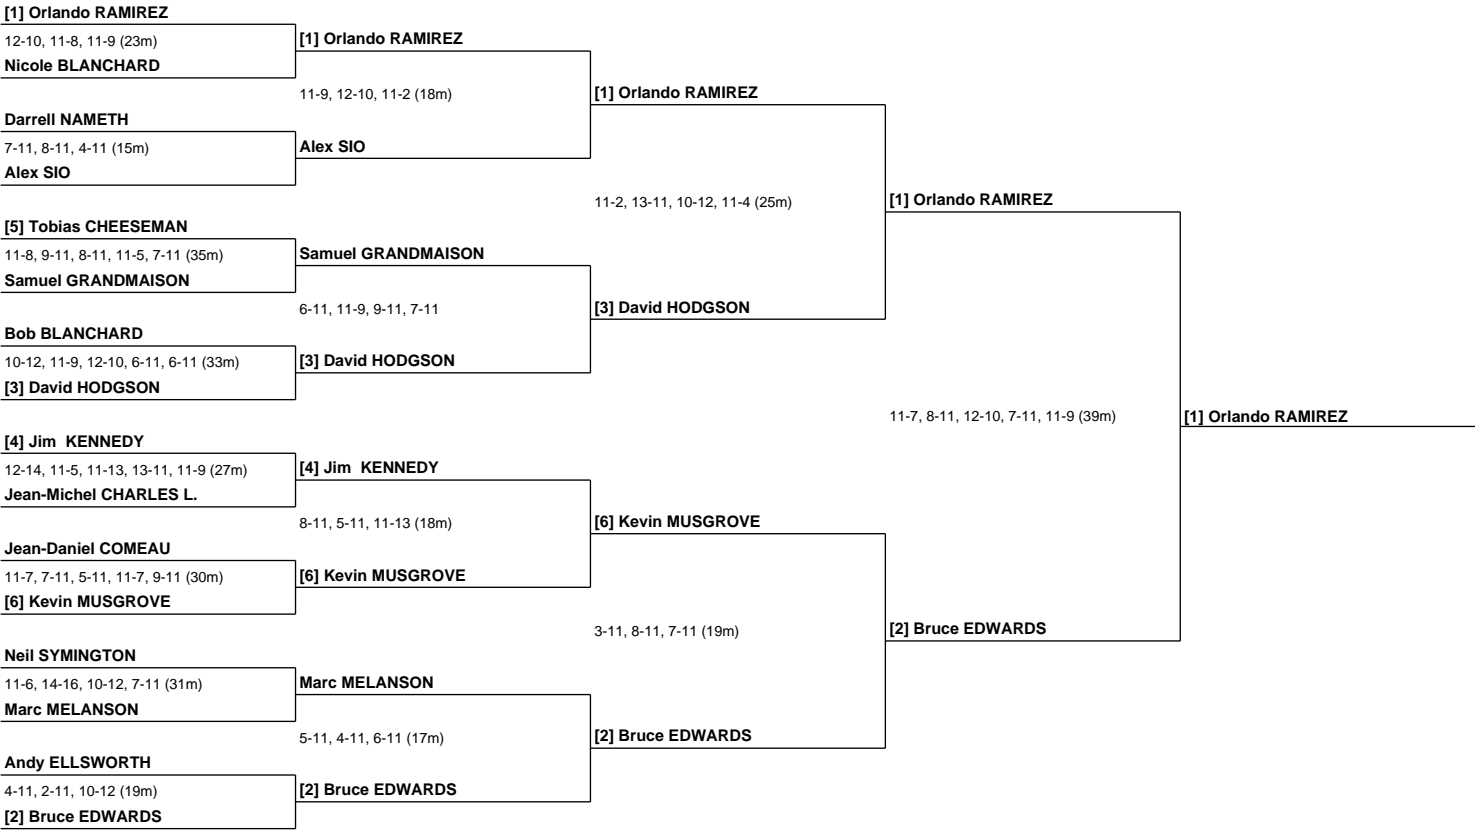 [1] Orlando RAMIREZ
12-10, 11-8, 11-9 (23m)
Nicole BLANCHARD
Darrell NAMETH
7-11, 8-11, 4-11 (15m)
Alex SIO
[5] Tobias CHEESEMAN
11-8, 9-11, 8-11, 11-5, 7-11 (35m)
Samuel GRANDMAISON
Bob BLANCHARD
10-12, 11-9, 12-10, 6-11, 6-11 (33m)
[3] David HODGSON
[4] Jim  KENNEDY
12-14, 11-5, 11-13, 13-11, 11-9 (27m)
Jean-Michel CHARLES L.
Jean-Daniel COMEAU
11-7, 7-11, 5-11, 11-7, 9-11 (30m)
[6] Kevin MUSGROVE
Neil SYMINGTON
11-6, 14-16, 10-12, 7-11 (31m)
Marc MELANSON
Andy ELLSWORTH
4-11, 2-11, 10-12 (19m)
[2] Bruce EDWARDS
[1] Orlando RAMIREZ
11-9, 12-10, 11-2 (18m)
Alex SIO
Samuel GRANDMAISON
6-11, 11-9, 9-11, 7-11
[3] David HODGSON
[4] Jim  KENNEDY
8-11, 5-11, 11-13 (18m)
[6] Kevin MUSGROVE
Marc MELANSON
5-11, 4-11, 6-11 (17m)
[2] Bruce EDWARDS
[1] Orlando RAMIREZ
11-2, 13-11, 10-12, 11-4 (25m)
[3] David HODGSON
[6] Kevin MUSGROVE
3-11, 8-11, 7-11 (19m)
[2] Bruce EDWARDS
[1] Orlando RAMIREZ
11-7, 8-11, 12-10, 7-11, 11-9 (39m)
[2] Bruce EDWARDS
[1] Orlando RAMIREZ